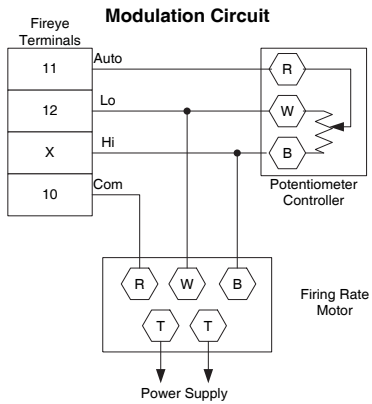 Modulation Circuit
Fireye
Terminals
11
Auto
R
12
Lo
W
X
Hi
B
10
Com
Potentiometer
Controller
R
W
B
Firing Rate
Motor
T
T
Power Supply